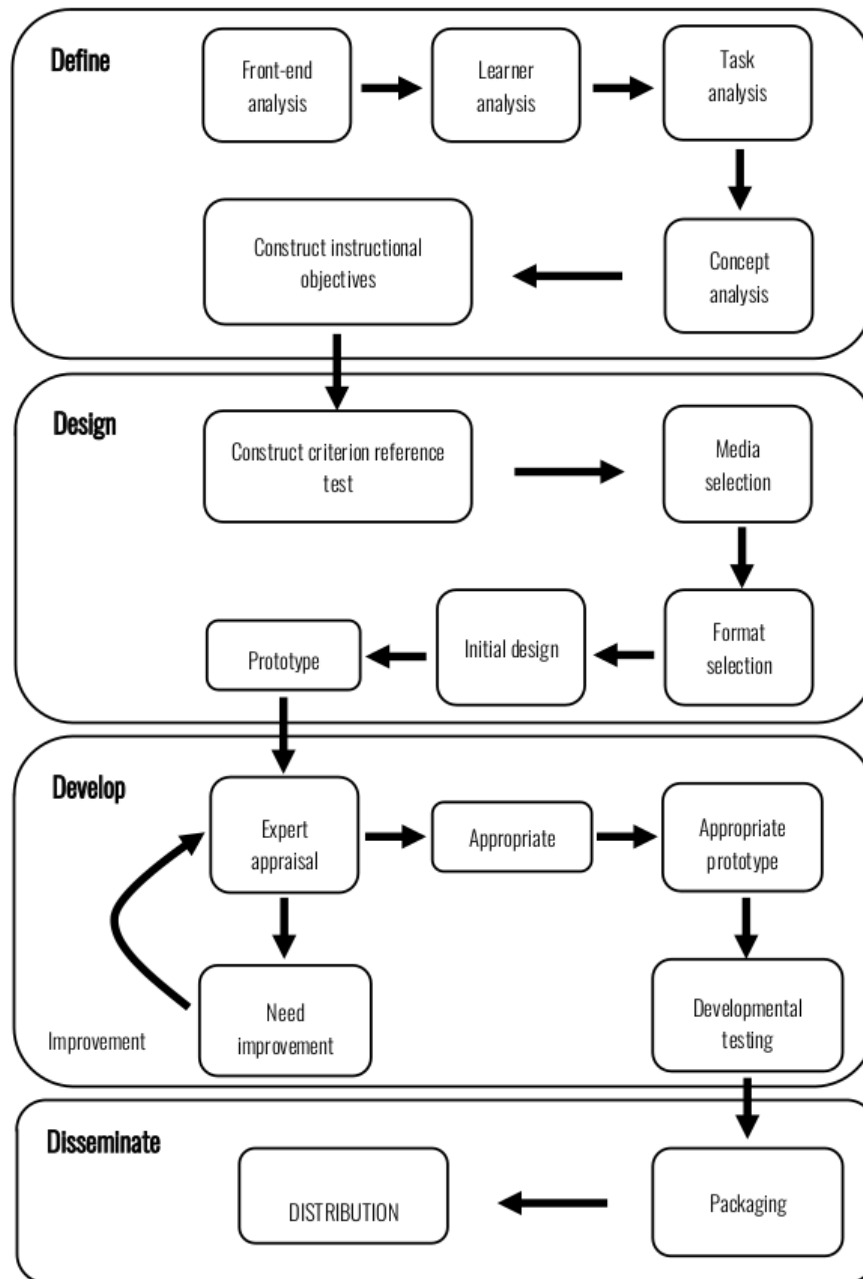 Define
Front-end
analysis
Learner
analysis
Task
analysis
Construct instructional
objectives
Concept
analysis
Design
Construct criterion reference
test
Media
selection
Prototype
Initial design
Format
selection
Develop
Expert
appraisal
Appropriate
Appropriate
prototype
Improvement
Need
improvement
Developmental
testing
Disseminate
DISTRIBUTION
Packaging